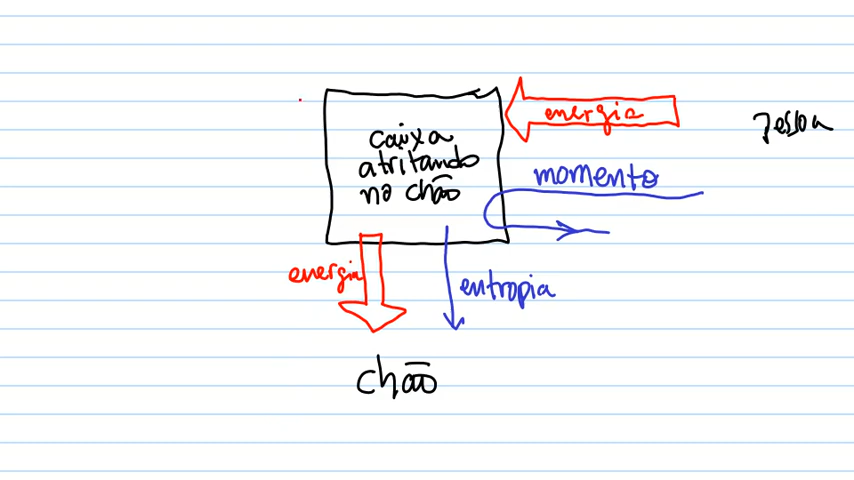 energia
pessoa
caixa
atritando
no chão
momento
energia
entropia
chão